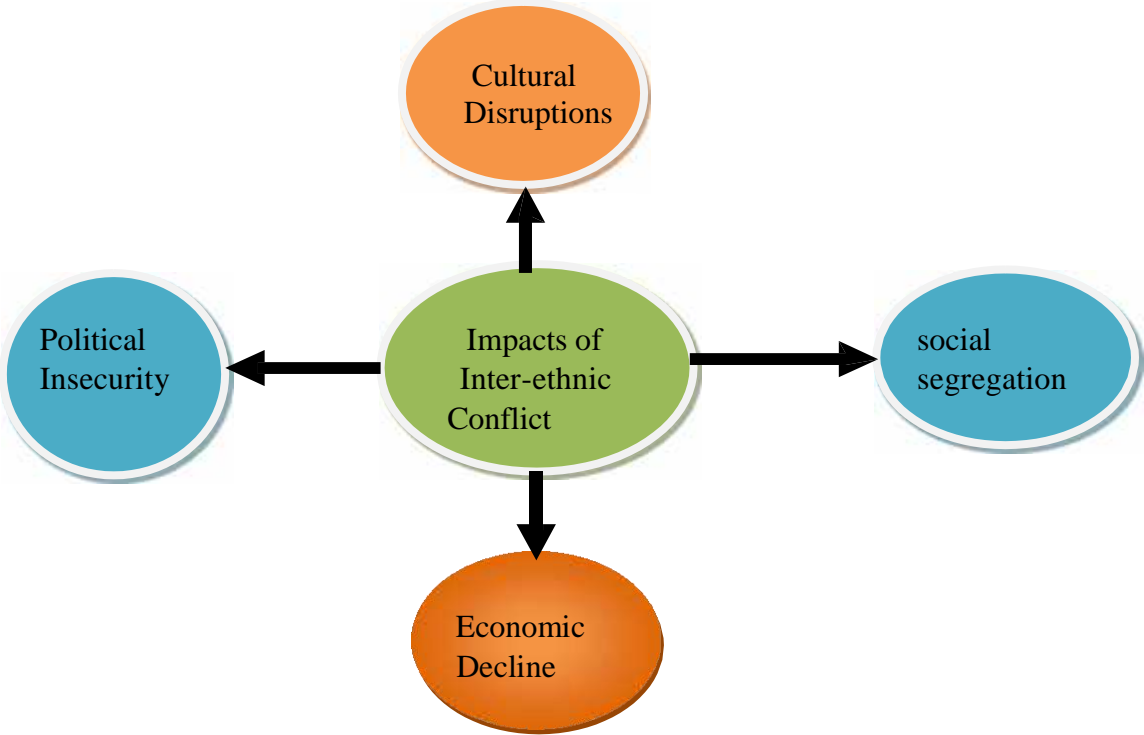 Cultural
Disruptions
Political
Insecurity
Impacts of
Inter-ethnic
Conflict
social
segregation
Economic
Decline